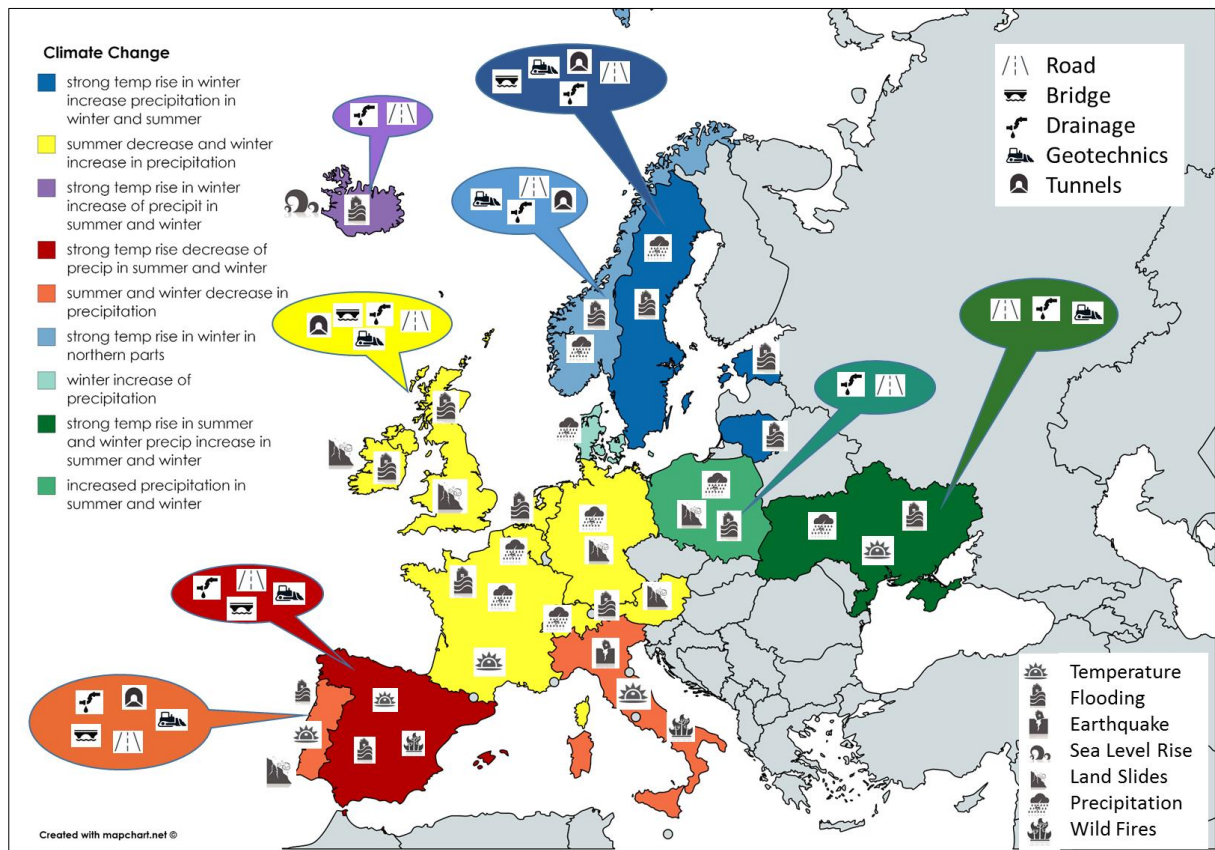 Climate Change
strong temp rise in winter
increase precipitation in
winter and summer
summer decrease and winter
increase in precipitation
strong temp rise in winter
increase of precipit in
summer and winter
strong temp rise decrease of
precip in summer and winter
summer and winter decrease in
precipitation
strong temp rise in winter in
northern parts
winter increase of
precipitation
strong temp rise in summer
and winter precip increase in
summer and winter
increased precipitation in
summer and winter
Road
Bridge
Drainage
Geotechnics
Tunnels
Temperature
Flooding
Earthquake
Sea Level Rise
Land Slides
Precipitation
Wild Fires
Created with mapchart.net ©